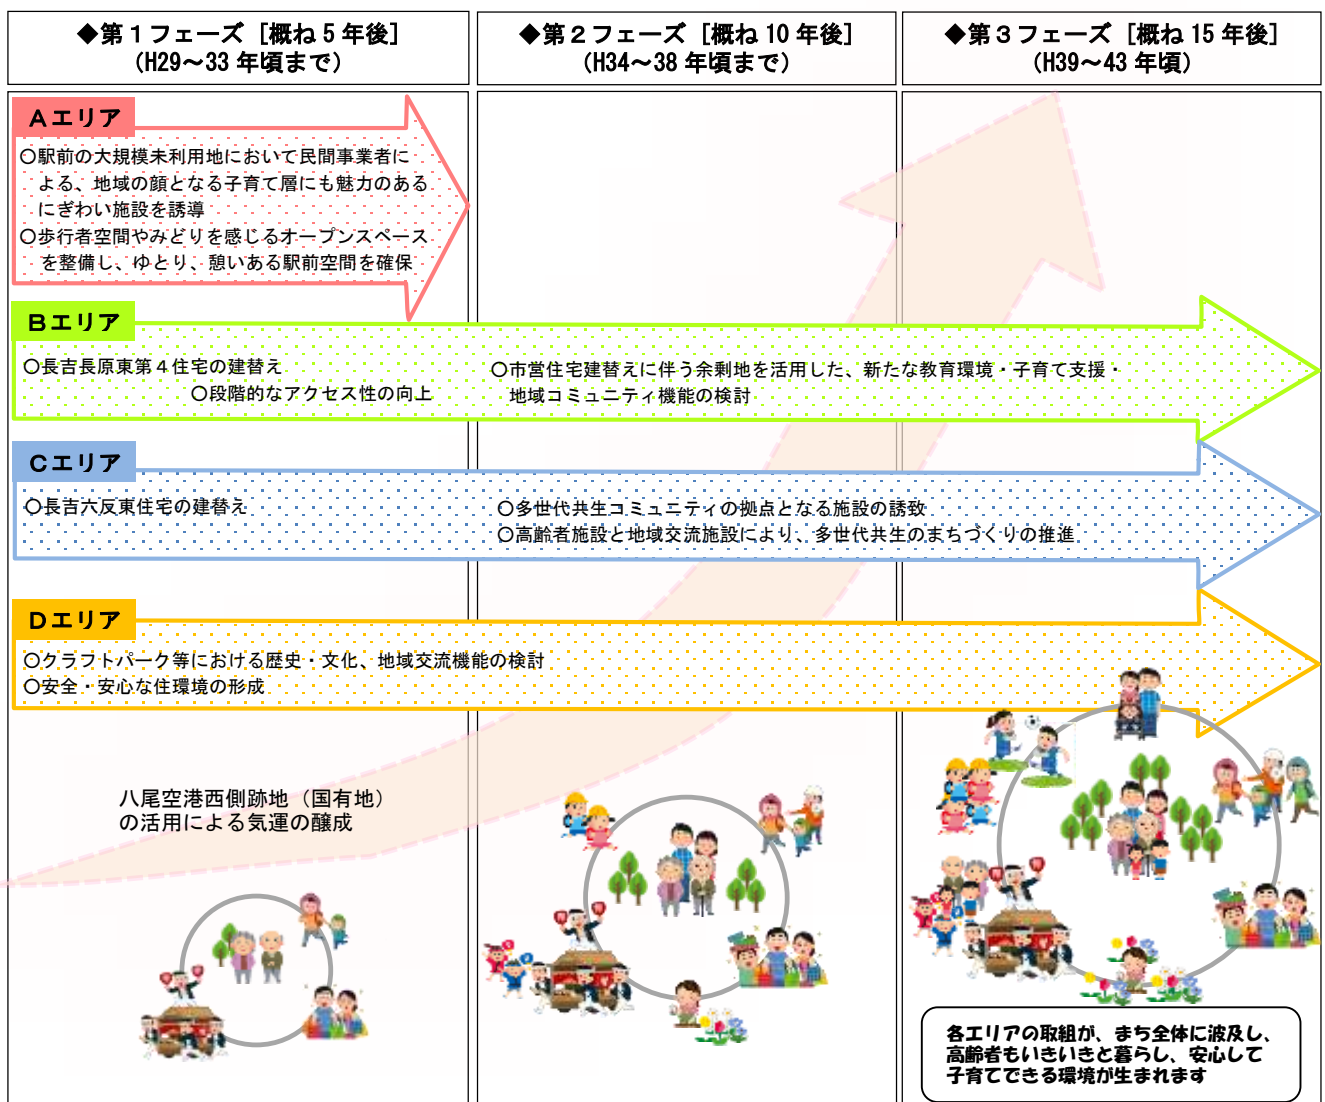 ◆第１フェーズ［概ね５年後］
（H29～33 年頃まで）
◆第２フェーズ［概ね 10 年後］
（H34～38 年頃まで）
◆第３フェーズ［概ね 15 年後］
（H39～43 年頃）
Ａエリア
○駅前の大規模未利用地において民間事業者に
よる、地域の顔となる子育て層にも魅力のある
にぎわい施設を誘導
○歩行者空間やみどりを感じるオープンスペース
を整備し、ゆとり、憩いある駅前空間を確保
Ｂエリア
○長吉長原東第４住宅の建替え
○段階的なアクセス性の向上
○市営住宅建替えに伴う余剰地を活用した、新たな教育環境・子育て支援・
地域コミュニティ機能の検討
Ｃエリア
○長吉六反東住宅の建替え
○多世代共生コミュニティの拠点となる施設の誘致
○高齢者施設と地域交流施設により、多世代共生のまちづくりの推進
Ｄエリア
○クラフトパーク等における歴史・文化、地域交流機能の検討
○安全・安心な住環境の形成
八尾空港西側跡地（国有地）
の活用による気運の醸成
各エリアの取組が、まち全体に波及し、
高齢者もいきいきと暮らし、安心して
子育てできる環境が生まれます